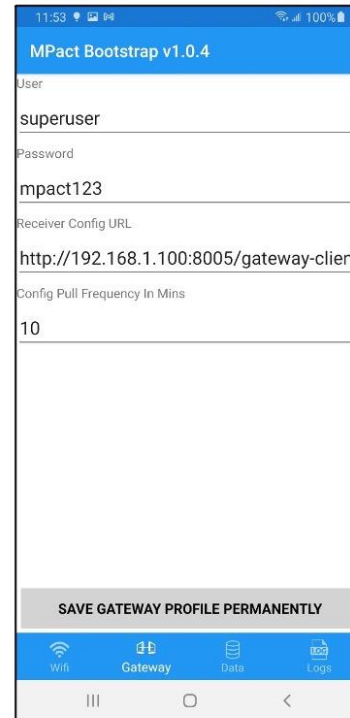 11:53 100%
MPact Bootstrap v1.0.4
User
superuser
Password
mpact123
Receiver Config URL
http://192.168.1.100:8005/gateway-clien
Config Pull Frequency In Mins
10
SAVE GATEWAY PROFILE PERMANENTLY
Wifi Gateway Data Logs